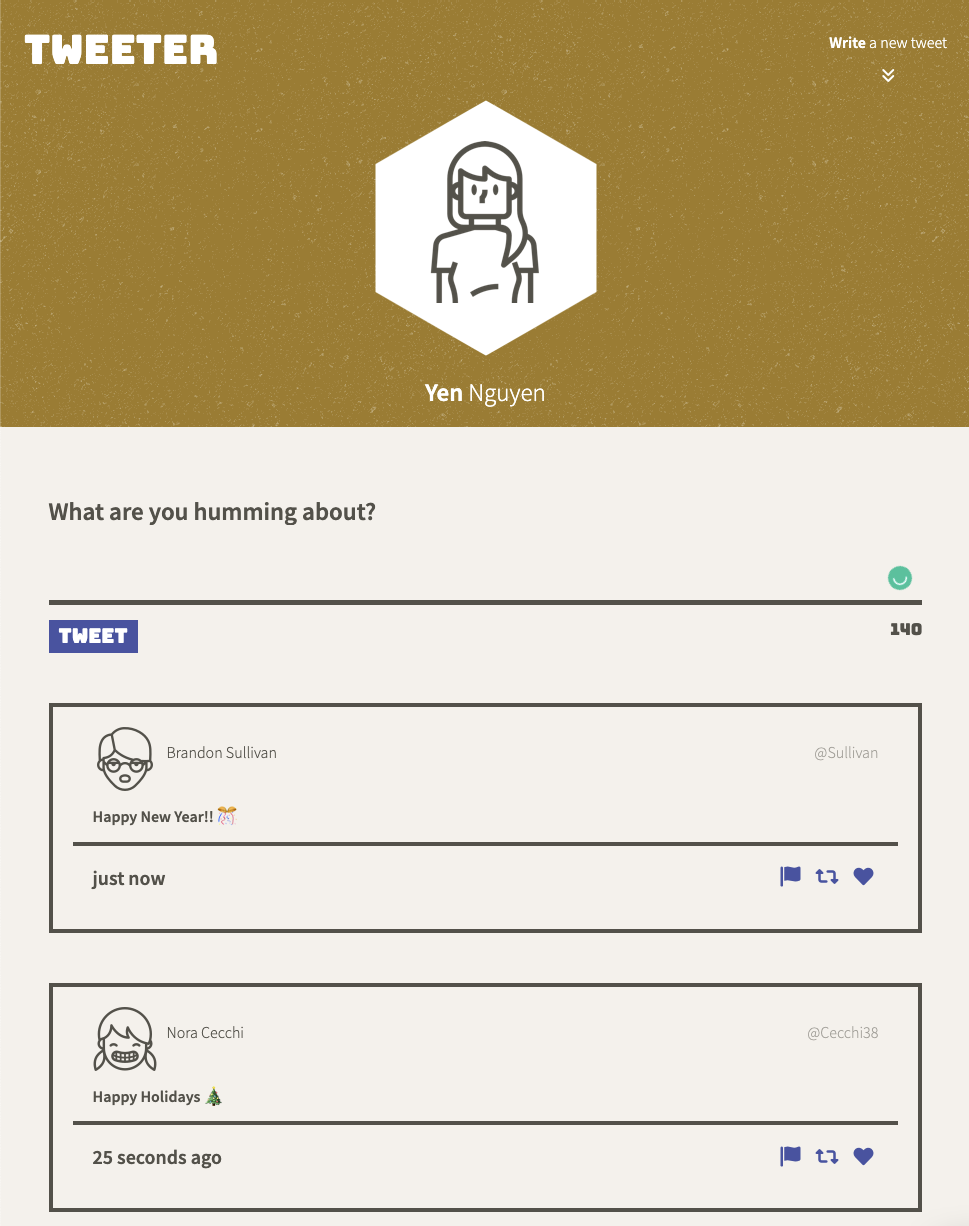 TWEETER
Write a new tweet
Yen Nguyen
What are you humming about?
TWEET
140
Brandon Sullivan
@Sullivan
Happy New Year!! 🎊
just now
Nora Cecchi
@Cecchi38
Happy Holidays 🎄
25 seconds ago